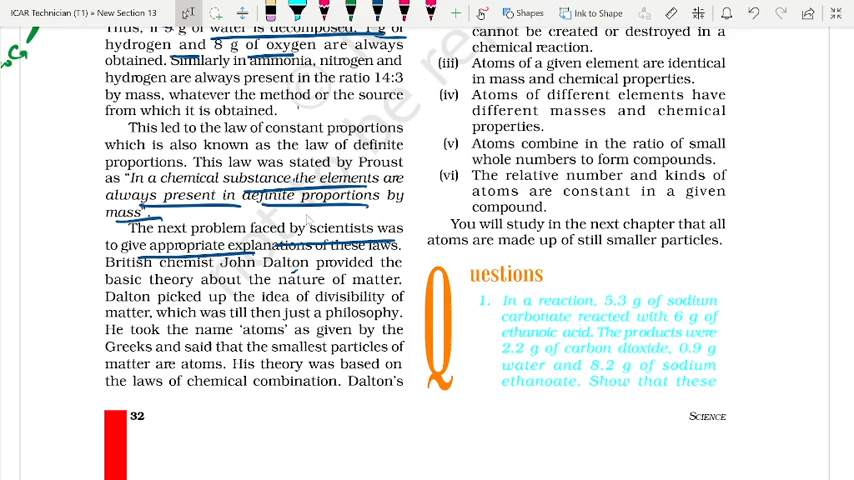 ICAR Technician (T1) > New Section 13
Shapes
Ink to Shape
Thus, if 9 g of water is decomposed, 1 g of
hydrogen and 8 g of oxygen are always
obtained. Similarly in ammonia, nitrogen and
hydrogen are always present in the ratio 14:3
by mass, whatever the method or the source
from which it is obtained.
This led to the law of constant proportions
which is also known as the law of definite
proportions. This law was stated by Proust
as “In a chemical substance the elements are
always present in definite proportions by
mass”.
The next problem faced by scientists was
to give appropriate explanations of these laws.
British chemist John Dalton provided the
basic theory about the nature of matter.
Dalton picked up the idea of divisibility of
matter, which was till then just a philosophy.
He took the name ‘atoms’ as given by the
Greeks and said that the smallest particles of
matter are atoms. His theory was based on
the laws of chemical combination. Dalton’s
32
cannot be created or destroyed in a
chemical reaction.
(iii) Atoms of a given element are identical
in mass and chemical properties.
(iv) Atoms of different elements have
different masses and chemical
properties.
(v) Atoms combine in the ratio of small
whole numbers to form compounds.
(vi) The relative number and kinds of
atoms are constant in a given
compound.
You will study in the next chapter that all
atoms are made up of still smaller particles.
Questions
1. In a reaction, 5.3 g of sodium
carbonate reacted with 6 g of
ethanoic acid. The products were
2.2 g of carbon dioxide, 0.9 g
water and 8.2 g of sodium
ethanoate. Show that these
SCIENCE